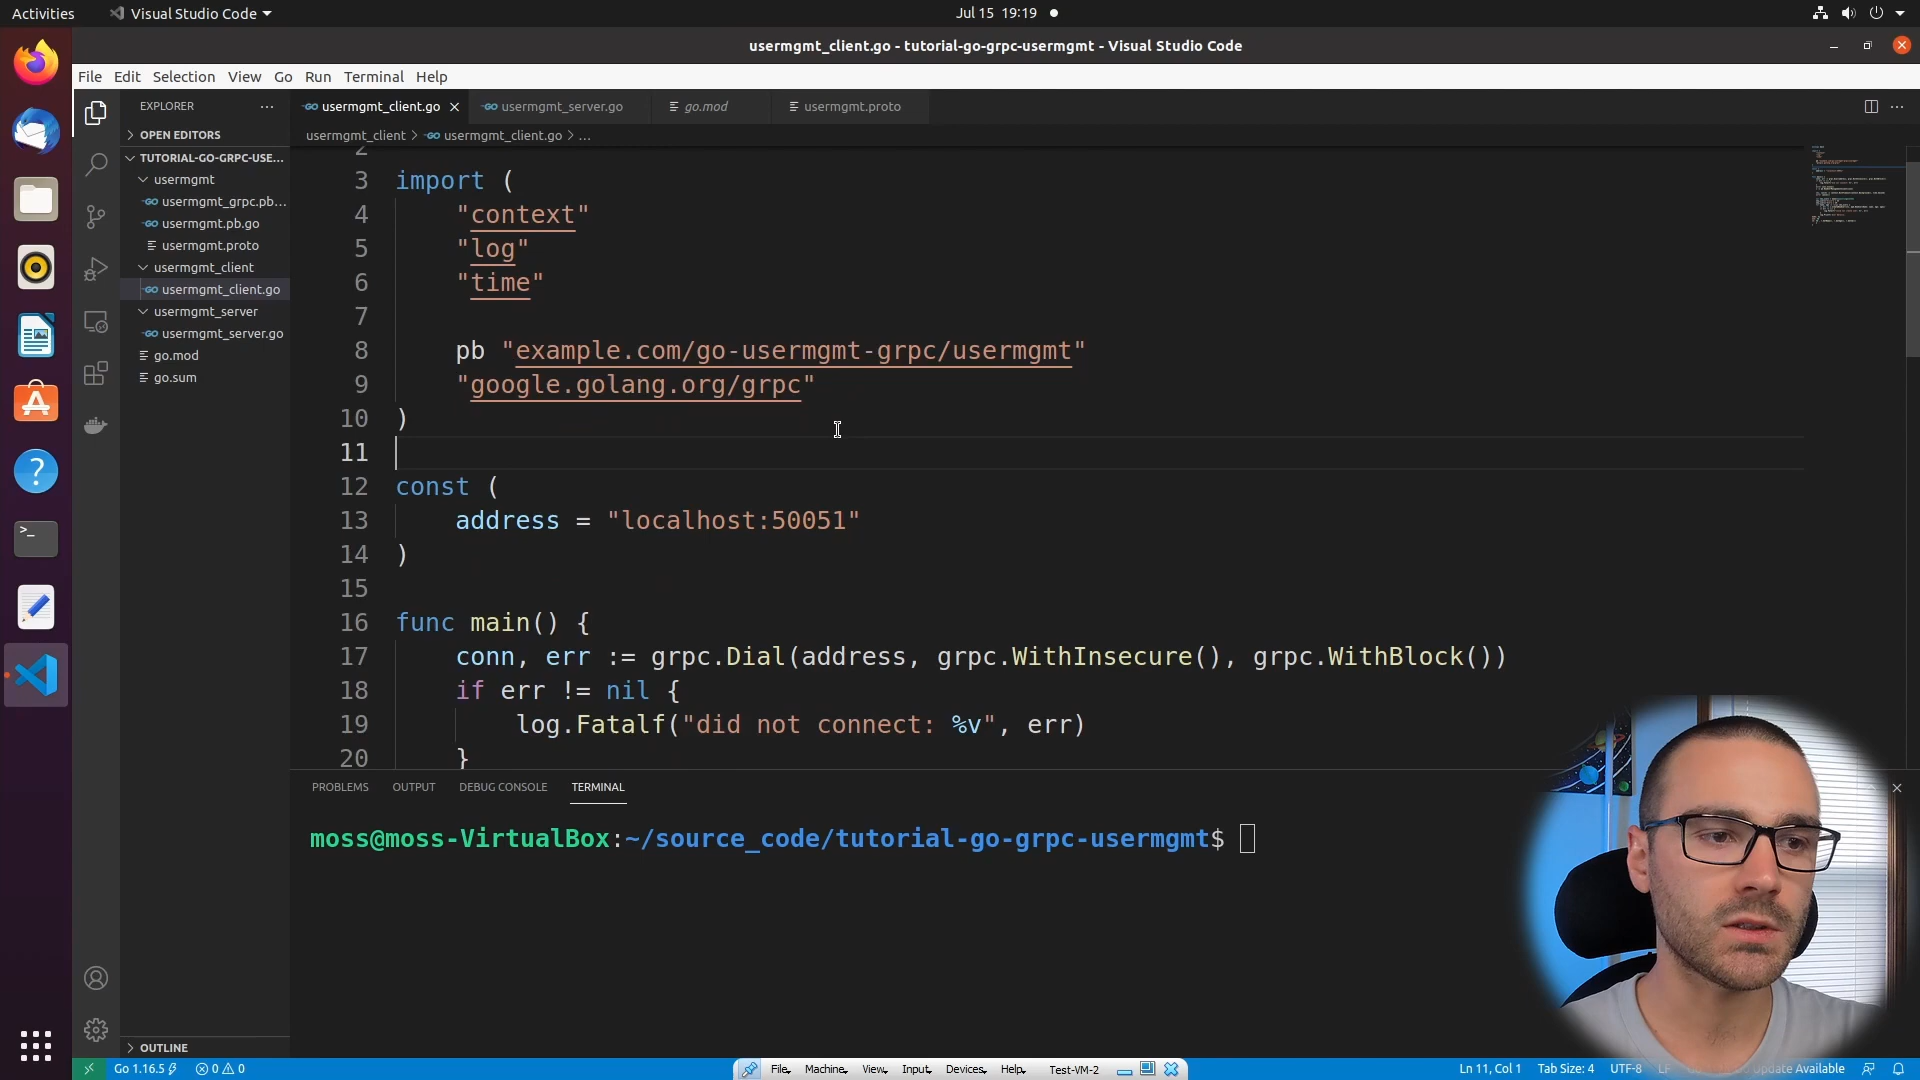 Activities
Visual Studio Code
Jul 15 19:19
usermgmt_client.go - tutorial-go-grpc-usermgmt - Visual Studio Code
File Edit Selection View Go Run Terminal Help
EXPLORER
OPEN EDITORS
TUTORIAL-GO-GRPC-USE...
usermgmt
usermgmt_grpc.pb...
usermgmt.pb.go
usermgmt.proto
usermgmt_client
usermgmt_client.go
usermgmt_server
usermgmt_server.go
go.mod
go.sum
OUTLINE
usermgmt_client.go usermgmt_server.go go.mod usermgmt.proto
usermgmt_client > usermgmt_client.go > ...
2
3 import (
4 "context"
5 "log"
6 "time"
7
8 pb "example.com/go-usermgmt-grpc/usermgmt"
9 "google.golang.org/grpc"
10 )
11
12 const (
13 address = "localhost:50051"
14 )
15
16 func main() {
17 conn, err := grpc.Dial(address, grpc.WithInsecure(), grpc.WithBlock())
18 if err != nil {
19 log.Fatalf("did not connect: %v", err)
20 }
PROBLEMS OUTPUT DEBUG CONSOLE TERMINAL
moss@moss-VirtualBox:~/source_code/tutorial-go-grpc-usermgmt$
Go 1.16.5 0 0
File Machine View Input Devices Help Test-VM-2
Ln 11, Col 1 Tab Size: 4 UTF-8 LF Update Available